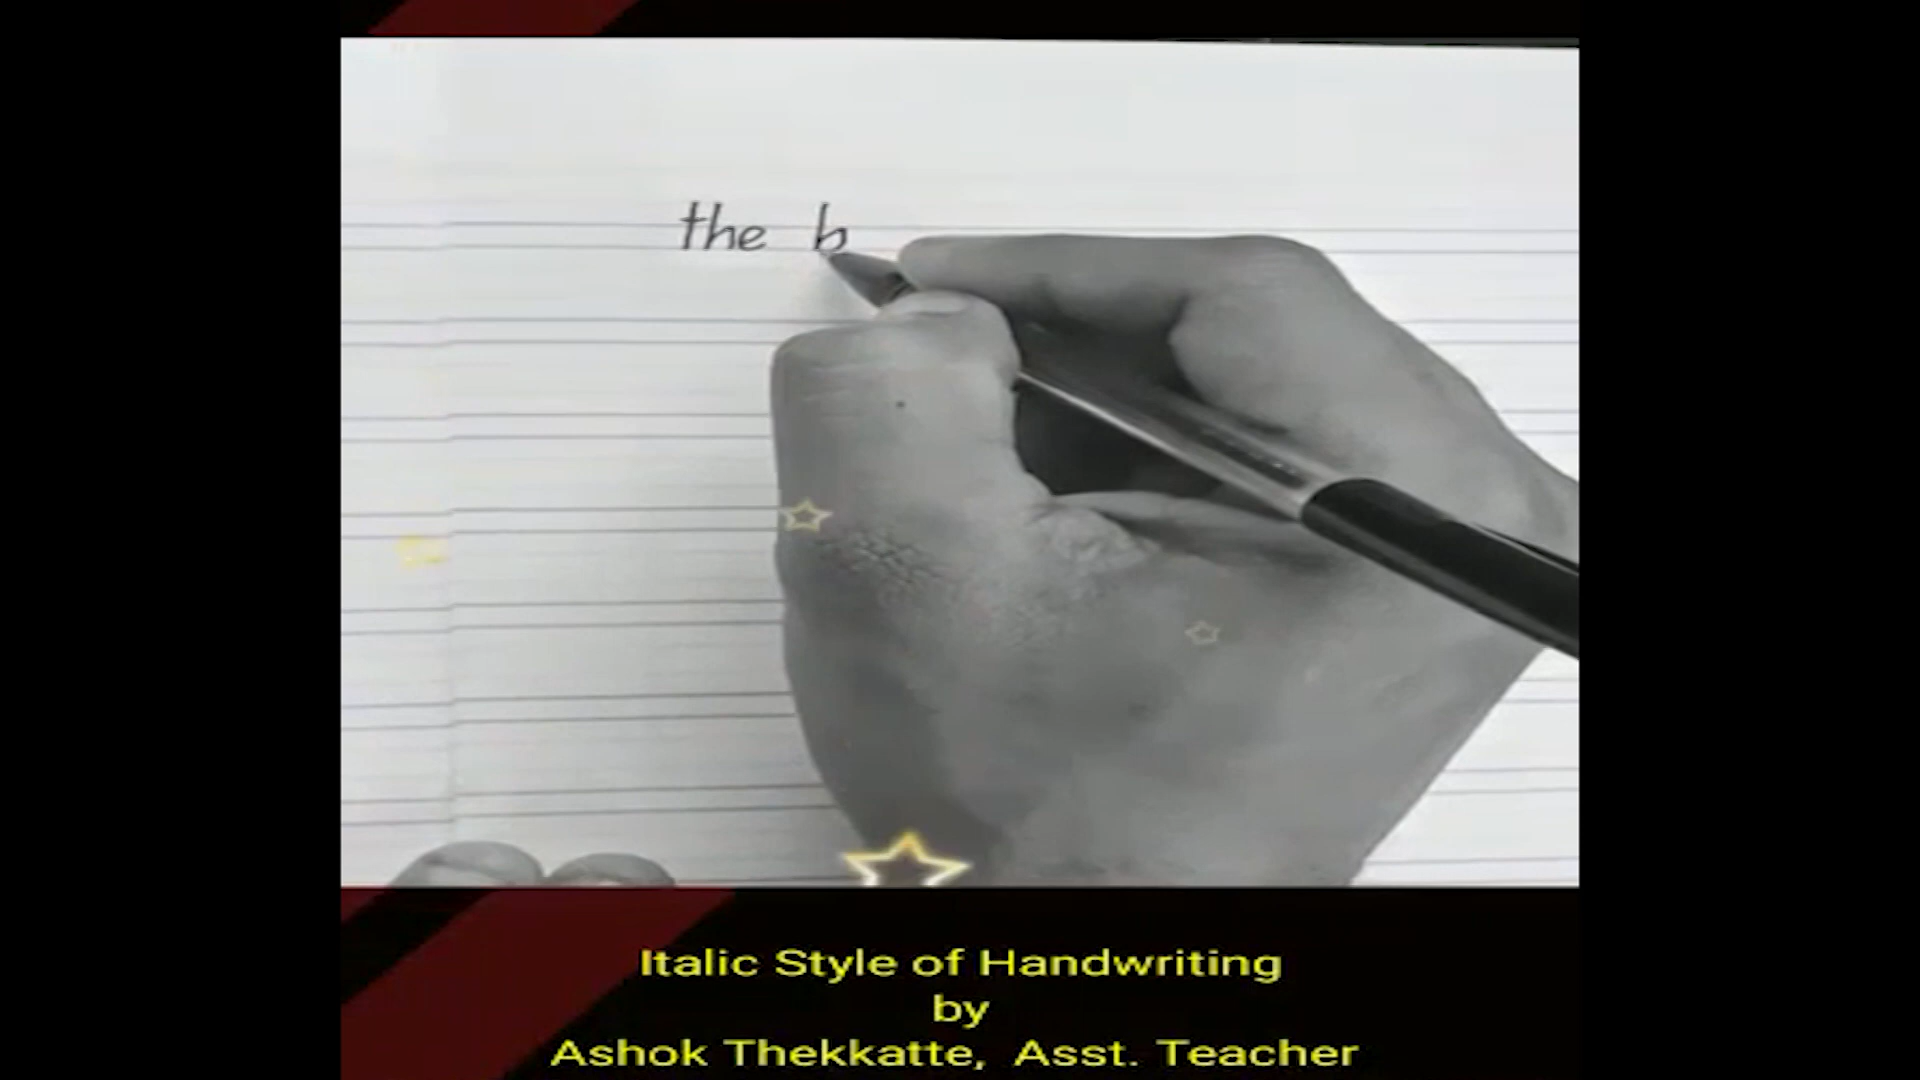 the b
Italic Style of Handwriting
by
Ashok Thekkatte, Asst. Teacher